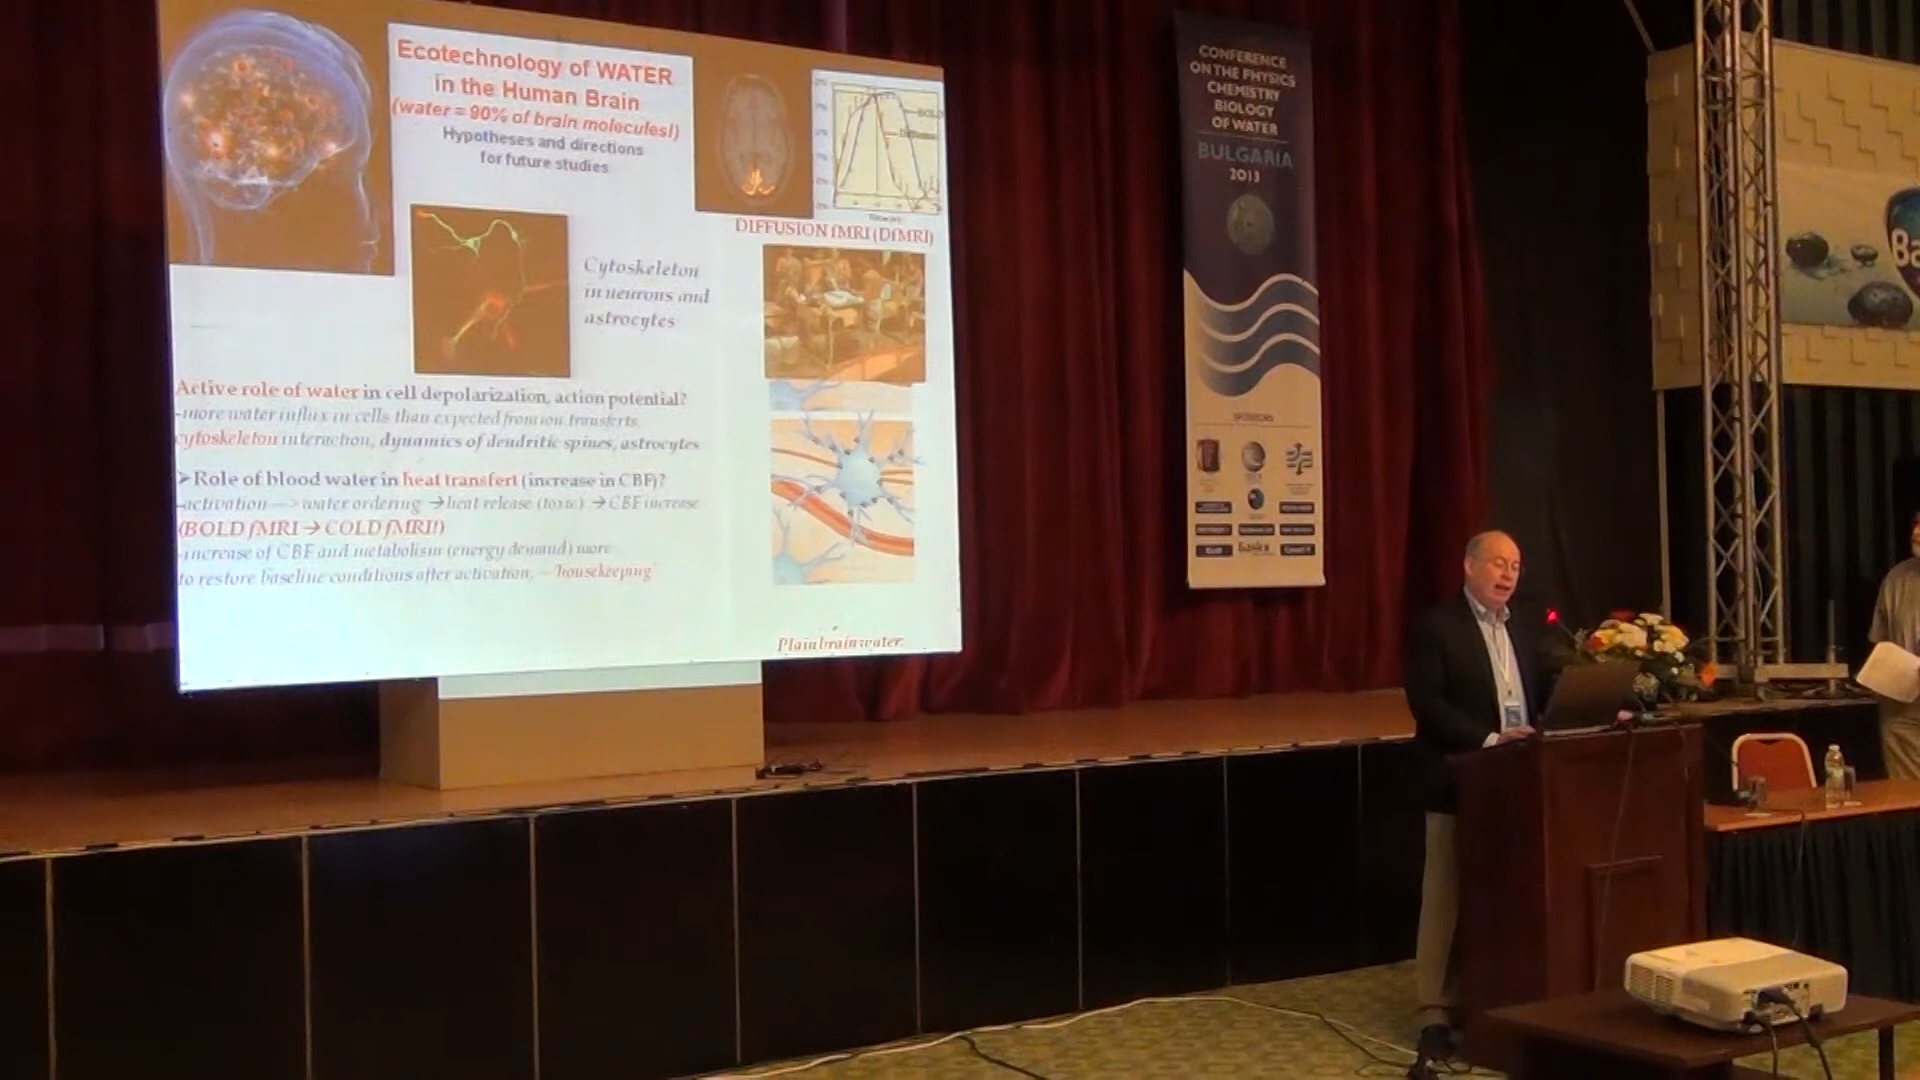 Ecotechnology of WATER
in the Human Brain
(water = 90% of brain molecules!)
Hypotheses and directions
for future studies
BOLD
Diffusion
DIFFUSION fMRI (DfMRI)
Cytoskeleton
in neurons and
astrocytes
Active role of water in cell depolarization, action potential?
-more water influx in cells than expected from ion transferts.
cytoskeleton interaction, dynamics of dendritic spines, astrocytes
➤Role of blood water in heat transfert (increase in CBF)?
-activation —> water ordering →heat release (toxic) →CBF increase
(BOLD fMRI → COLD fMRI!)
-increase of CBF and metabolism (energy demand) more
to restore baseline conditions after activation, ~ 'housekeeping'
Plain brain water.
CONFERENCE
ON THE PHYSICS
CHEMISTRY
BIOLOGY
OF WATER
BULGARIA
2013
SPONSORS
Ba